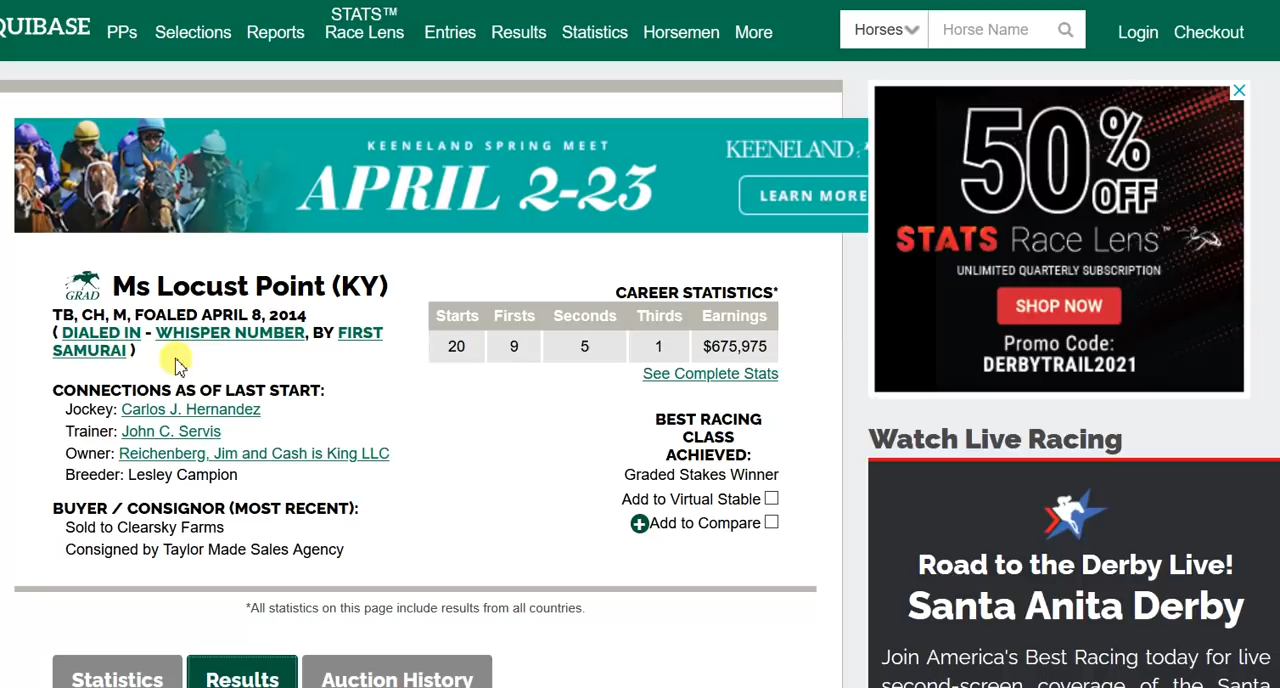 QUIBASE
PPs
Selections
Reports
STATS™
Race Lens
Entries
Results
Statistics
Horsemen
More
Horses
Horse Name
Login
Checkout
KEENELAND SPRING MEET
APRIL 2-23
KEENELAND
LEARN MORE
50% OFF
STATS Race Lens™
UNLIMITED QUARTERLY SUBSCRIPTION
SHOP NOW
Promo Code:
DERBYTRAIL2021
GRAD
Ms Locust Point (KY)
TB, CH, M, FOALED APRIL 8, 2014
( DIALED IN - WHISPER NUMBER, BY FIRST
SAMURAI )
CONNECTIONS AS OF LAST START:
Jockey: Carlos J. Hernandez
Trainer: John C. Servis
Owner: Reichenberg, Jim and Cash is King LLC
Breeder: Lesley Campion
BUYER / CONSIGNOR (MOST RECENT):
Sold to Clearsky Farms
Consigned by Taylor Made Sales Agency
CAREER STATISTICS*
Starts Firsts Seconds Thirds Earnings
20 9 5 1 $675,975
See Complete Stats
BEST RACING
CLASS
ACHIEVED:
Graded Stakes Winner
Add to Virtual Stable
Add to Compare
*All statistics on this page include results from all countries.
Statistics
Results
Auction History
Watch Live Racing
Road to the Derby Live!
Santa Anita Derby
Join America's Best Racing today for live
second-screen coverage of the Santa